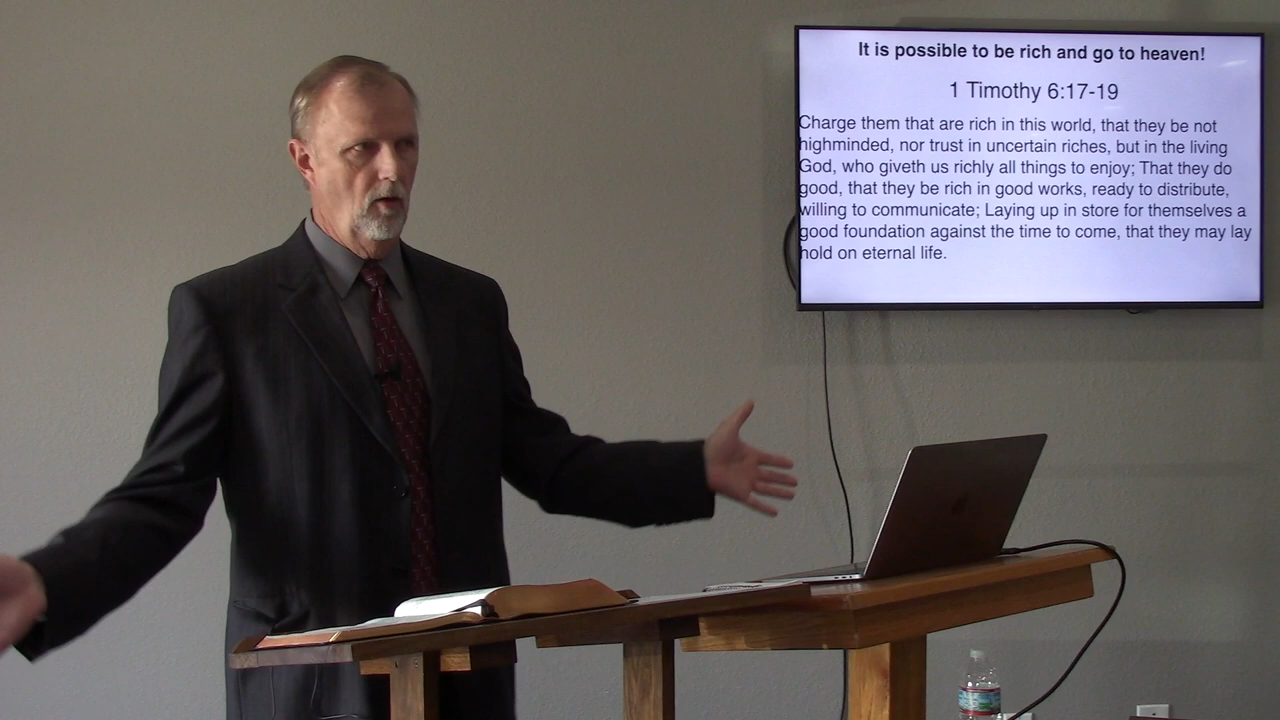 It is possible to be rich and go to heaven!
1 Timothy 6:17-19
Charge them that are rich in this world, that they be not
highminded, nor trust in uncertain riches, but in the living
God, who giveth us richly all things to enjoy; That they do
good, that they be rich in good works, ready to distribute,
willing to communicate; Laying up in store for themselves a
good foundation against the time to come, that they may lay
hold on eternal life.